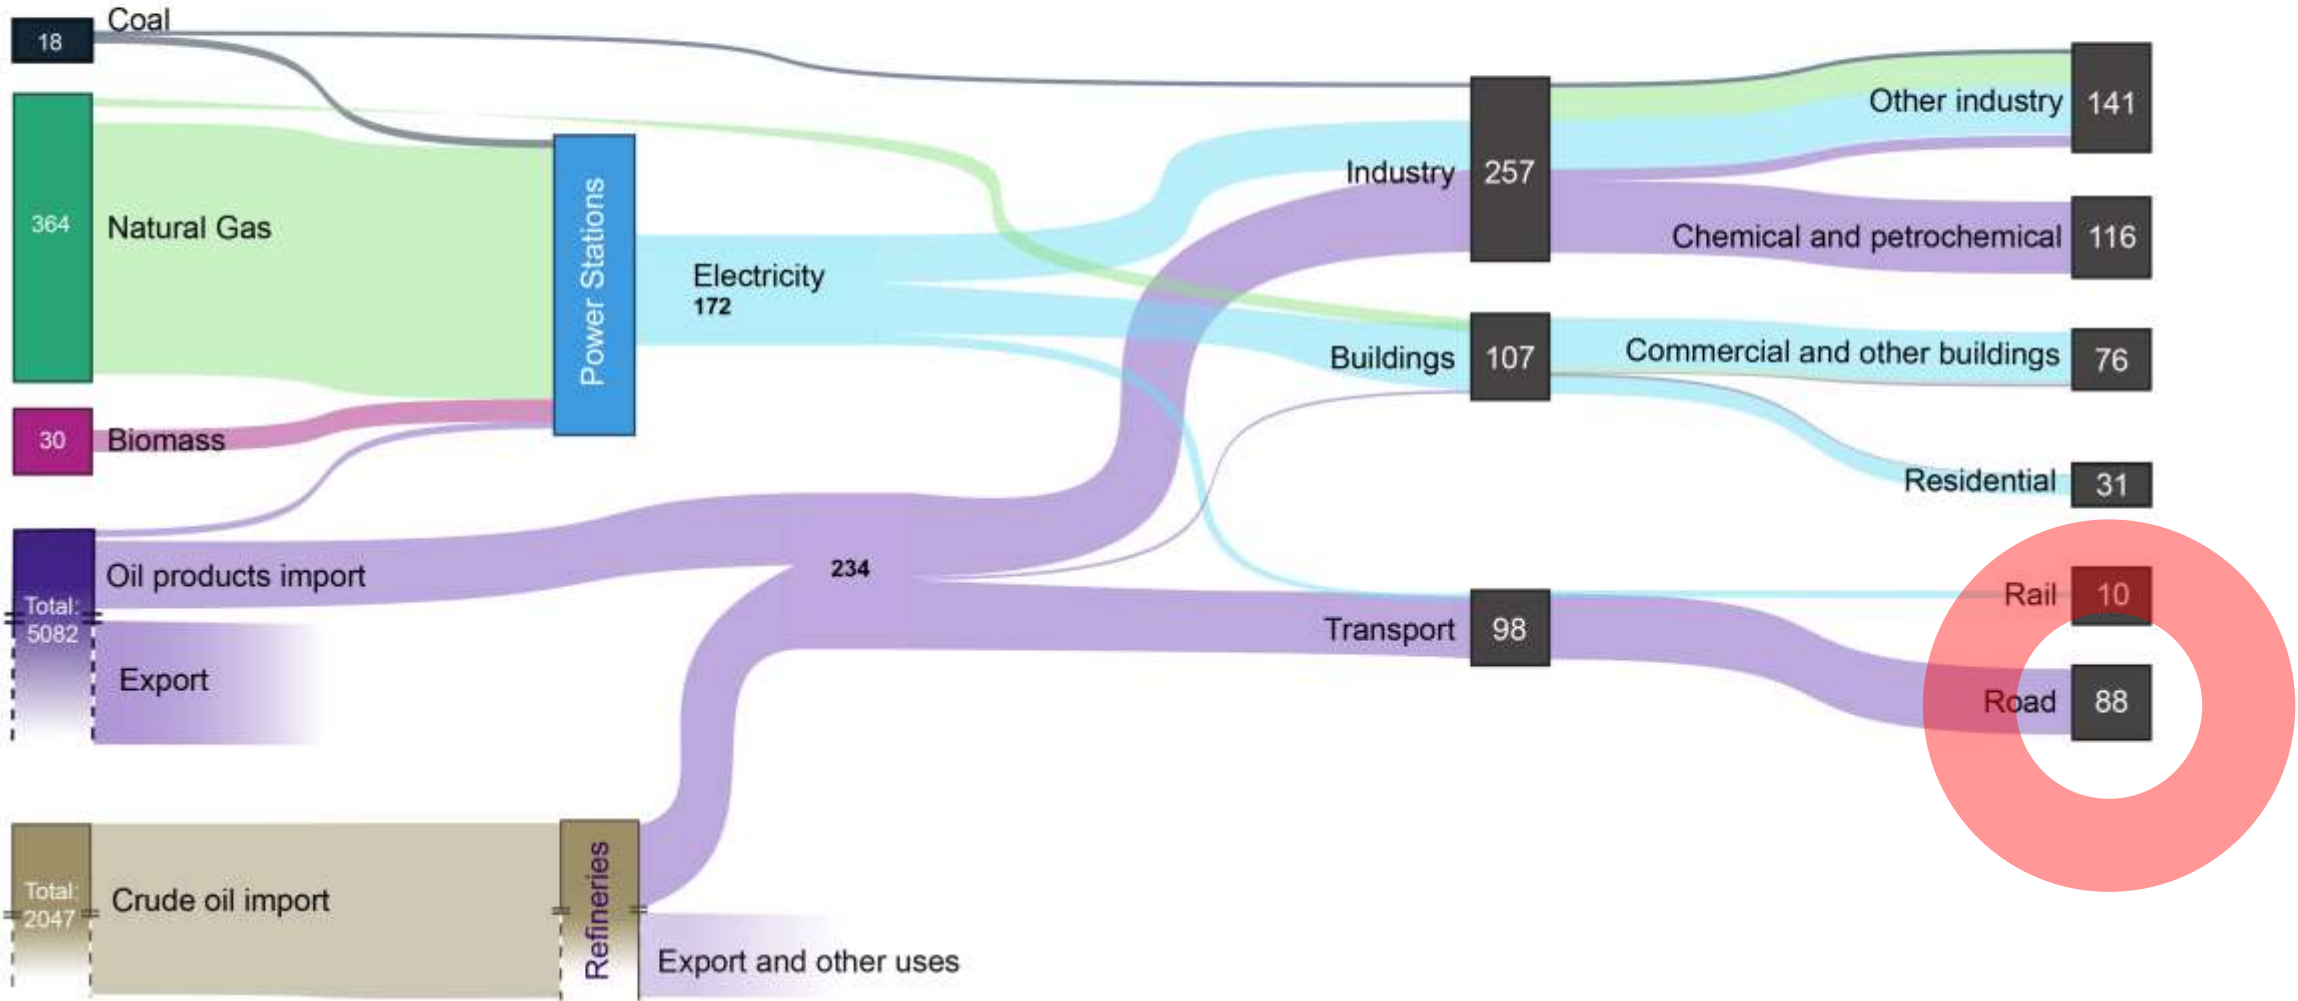 Coal
18
364
Natural Gas
30
Biomass
Total:
5082
Oil products import
Export
Total:
2047
Crude oil import
Power Stations
Refineries
Electricity
172
234
Export and other uses
Industry
257
Buildings
107
Transport
98
Other industry
141
Chemical and petrochemical
116
Commercial and other buildings
76
Residential
31
Rail
10
Road
88